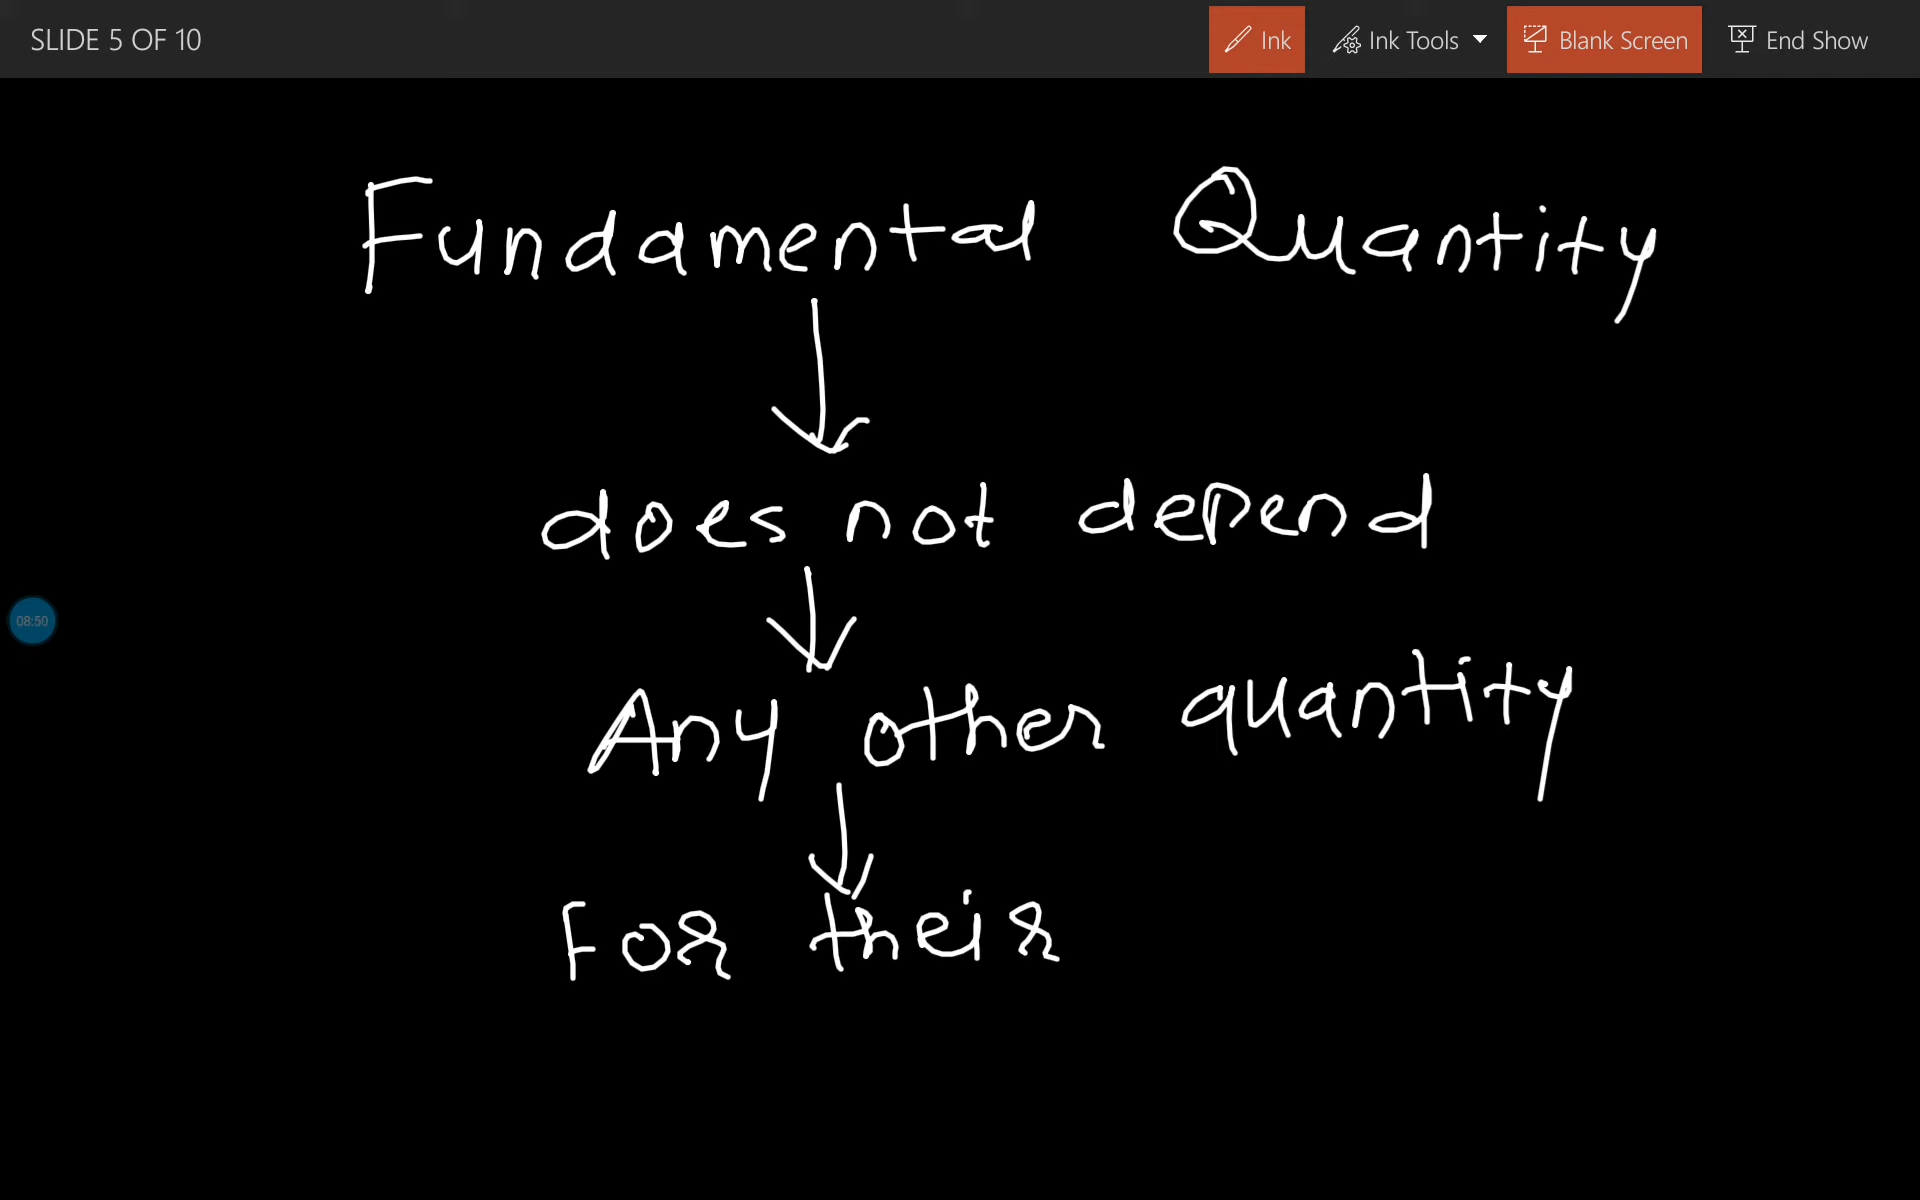 SLIDE 5 OF 10 Ink Ink Tools Blank Screen End Show
Fundamental Quantity
does not depend
08:50
Any other quantity
For their